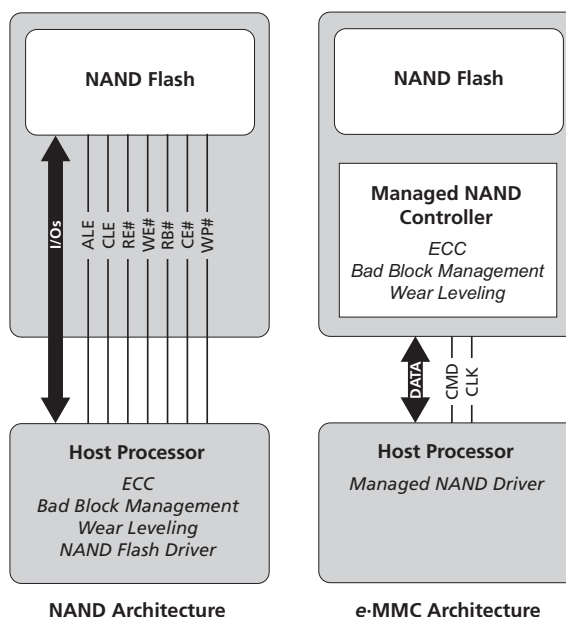 NAND Flash
I/Os
ALE
CLE
RE#
WE#
RB#
CE#
WP#
Host Processor
ECC
Bad Block Management
Wear Leveling
NAND Flash Driver
NAND Architecture
NAND Flash
Managed NAND
Controller
ECC
Bad Block Management
Wear Leveling
DATA
CMD
CLK
Host Processor
Managed NAND Driver
e·MMC Architecture